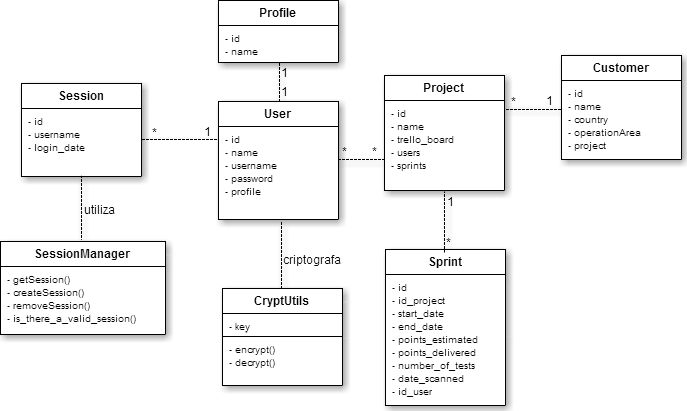 Profile
- id
- name
1
1
Session
- id
- username
- login_date
*
1
User
- id
- name
- username
- password
- profile
*
*
Project
- id
- name
- trello_board
- users
- sprints
*
1
Customer
- id
- name
- country
- operationArea
- project
utiliza
SessionManager
- getSession()
- createSession()
- removeSession()
- is_there_a_valid_session()
criptografa
CryptUtils
- key
- encrypt()
- decrypt()
1
*
Sprint
- id
- id_project
- start_date
- end_date
- points_estimated
- points_delivered
- number_of_tests
- date_scanned
- id_user